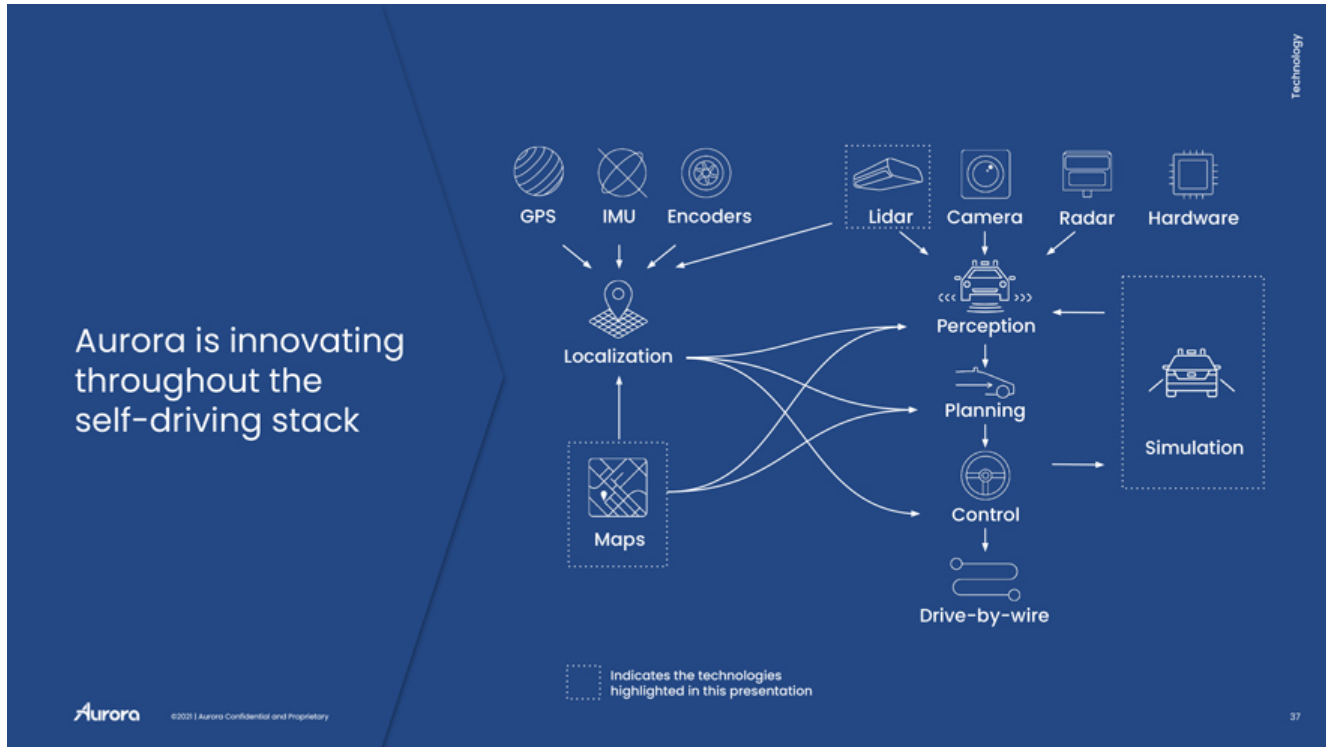 Technology
Aurora is innovating
throughout the
self-driving stack
GPS
IMU
Encoders
Lidar
Camera
Radar
Hardware
Localization
Perception
Planning
Simulation
Control
Maps
Drive-by-wire
Indicates the technologies
highlighted in this presentation
Aurora
©2021 | Aurora Confidential and Proprietary
37